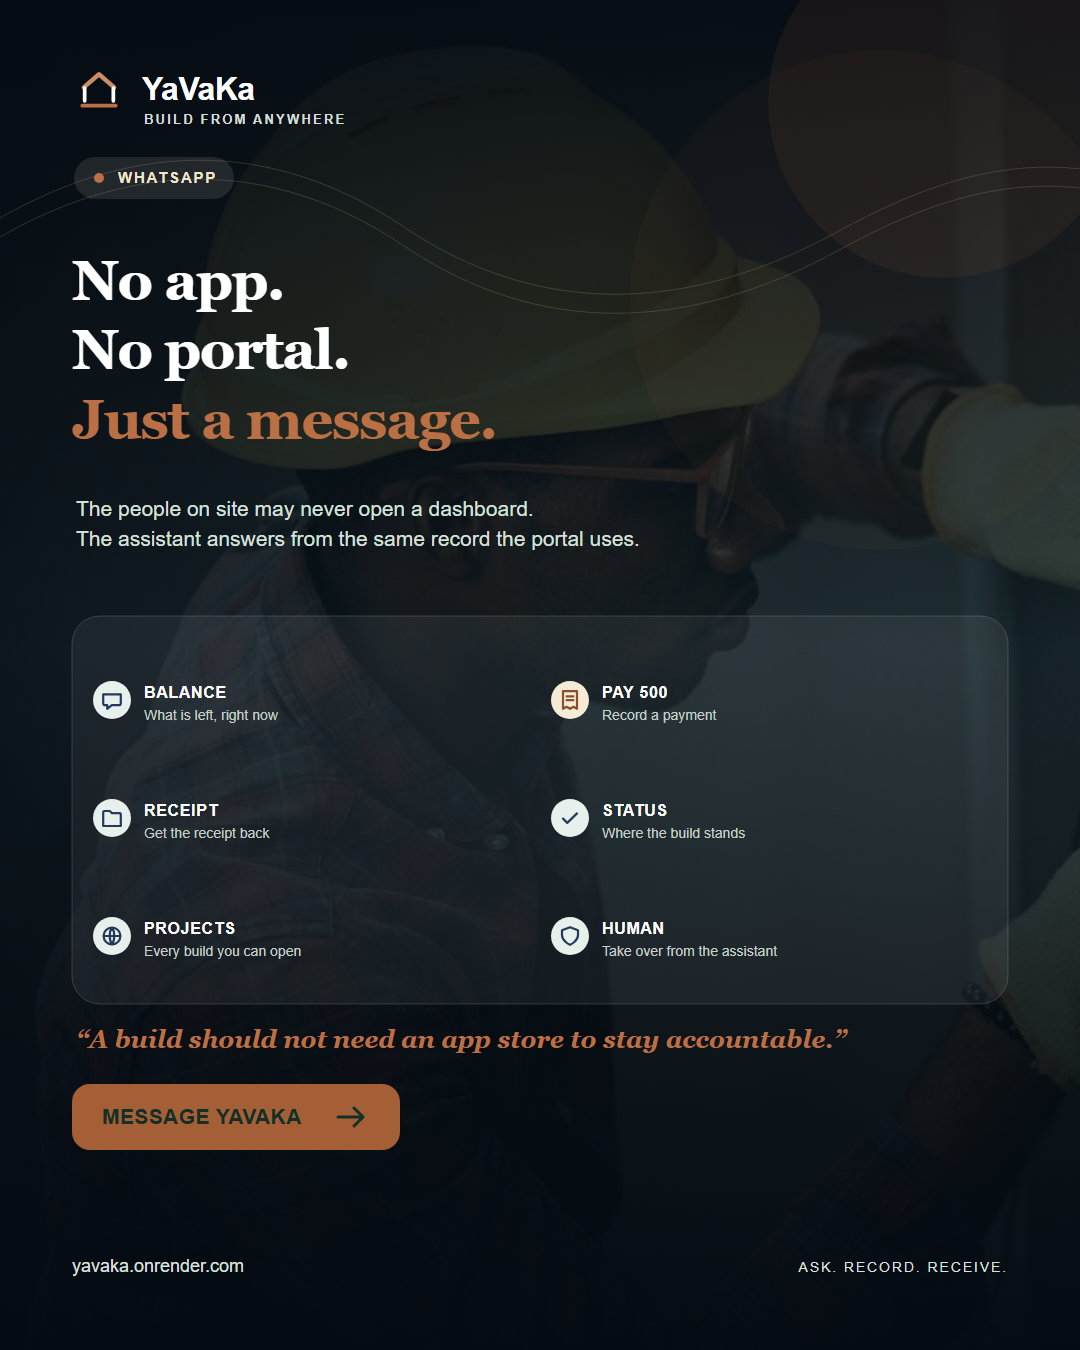 YaVaKa
BUILD FROM ANYWHERE
WHATSAPP
No app.
No portal.
Just a message.
The people on site may never open a dashboard.
The assistant answers from the same record the portal uses.
BALANCE
What is left, right now
PAY 500
Record a payment
RECEIPT
Get the receipt back
STATUS
Where the build stands
PROJECTS
Every build you can open
HUMAN
Take over from the assistant
“A build should not need an app store to stay accountable.”
MESSAGE YAVAKA
yavaka.onrender.com
ASK. RECORD. RECEIVE.